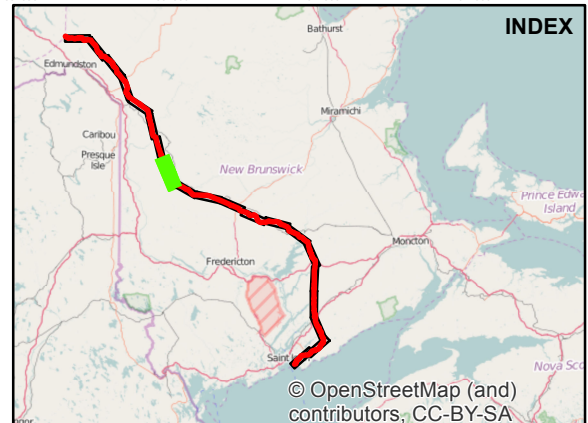 INDEX
Bathurst
Edmundston
Miramichi
Caribou
Presque
Isle
New Brunswick
Prince Edw
Island
Moncton
Fredericton
Saint
Nova Sco
© OpenStreetMap (and)
contributors, CC-BY-SA